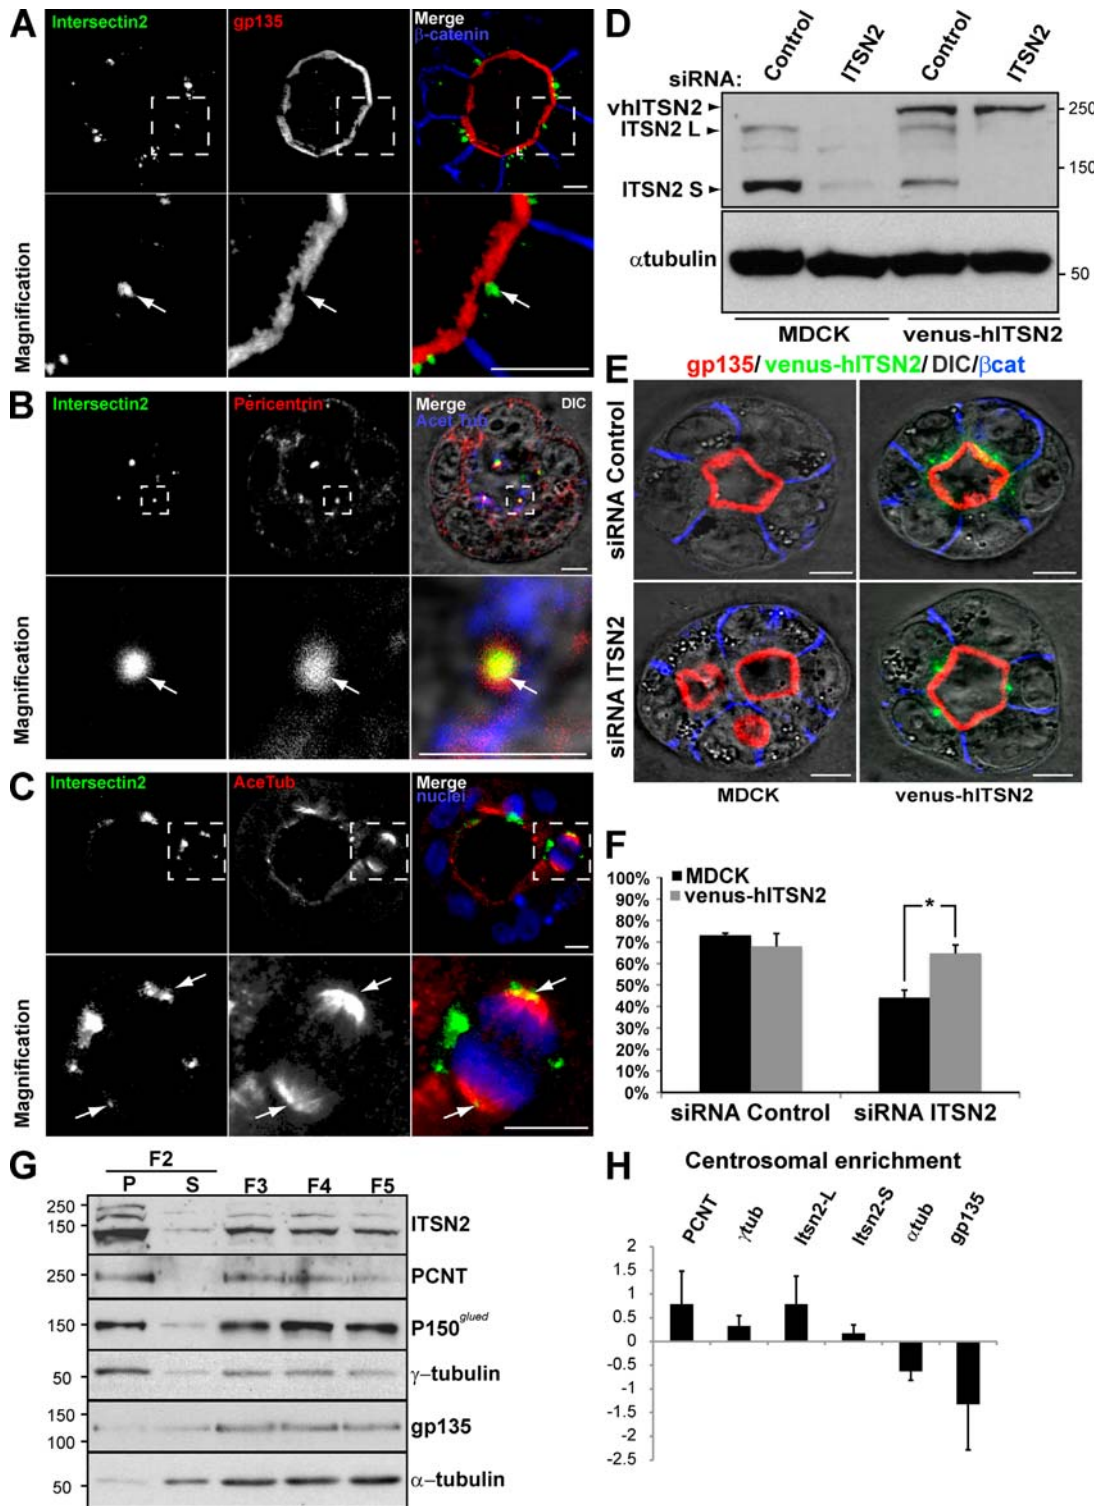 A
Intersectin2
gp135
Merge
β-catenin
Magnification
B
Intersectin2
Pericentrin
Merge
DIC
Acet Tub
Magnification
C
Intersectin2
AceTub
Merge
nuclei
Magnification
D
siRNA:
Control
ITSN2
Control
ITSN2
vhITSN2
250
ITSN2 L
150
ITSN2 S
αtubulin
50
MDCK
venus-hITSN2
E
gp135/ venus-hITSN2/ DIC/βcat
siRNA Control
siRNA ITSN2
MDCK
venus-hITSN2
F
MDCK
venus-hITSN2
100%
90%
80%
70%
60%
50%
40%
30%
20%
10%
0%
*
siRNA Control
siRNA ITSN2
G
F2
P
S
F3
F4
F5
250
150
ITSN2
250
PCNT
150
P150glued
50
γ-tubulin
150
100
gp135
50
α-tubulin
H
Centrosomal enrichment
PCNT
γtub
Itsn2-L
Itsn2-S
αtub
gp135
2
1.5
1
0.5
0
-0.5
-1
-1.5
-2
-2.5